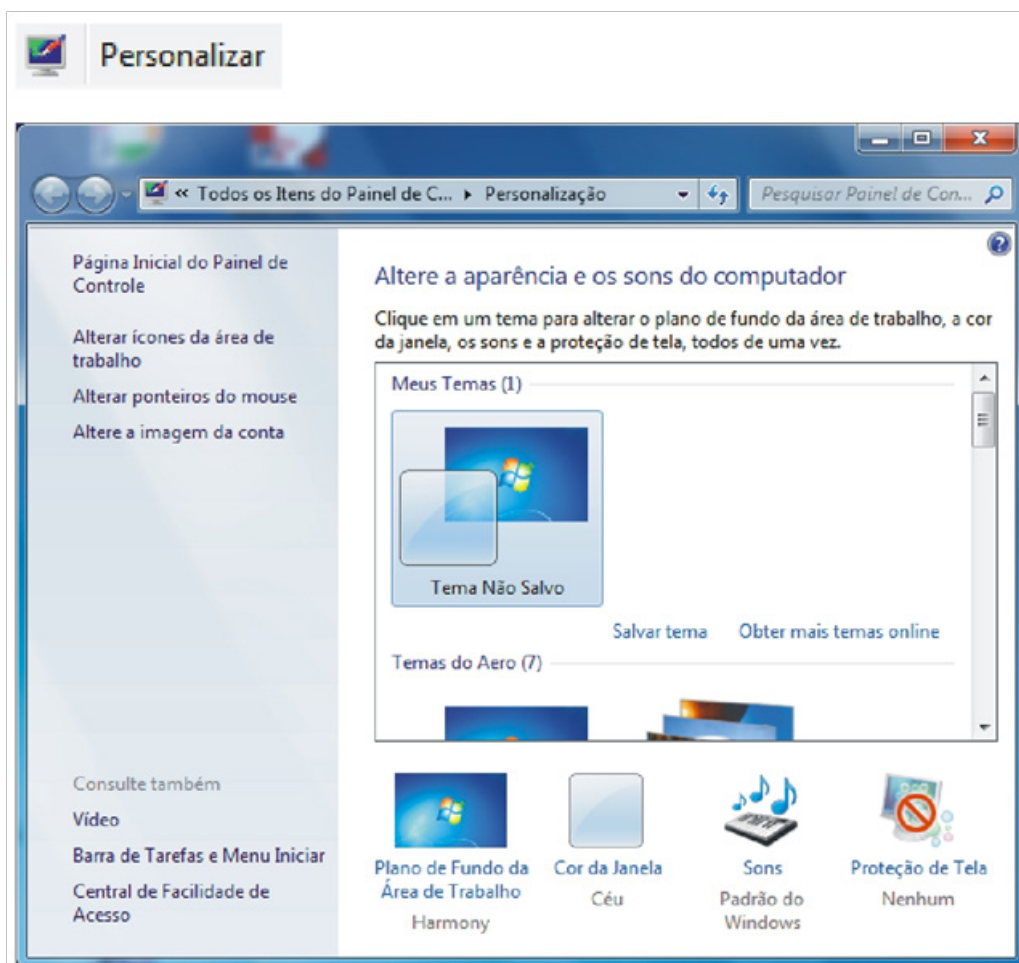 Personalizar
« Todos os Itens do Painel de C... ▸ Personalização
Pesquisar Painel de Con...
Página Inicial do Painel de
Controle
Alterar ícones da área de
trabalho
Alterar ponteiros do mouse
Altere a imagem da conta
Altere a aparência e os sons do computador
Clique em um tema para alterar o plano de fundo da área de trabalho, a cor
da janela, os sons e a proteção de tela, todos de uma vez.
Meus Temas (1)
Tema Não Salvo
Salvar tema Obter mais temas online
Temas do Aero (7)
Consulte também
Vídeo
Barra de Tarefas e Menu Iniciar
Central de Facilidade de
Acesso
Plano de Fundo da
Área de Trabalho
Harmony
Cor da Janela
Céu
Sons
Padrão do
Windows
Proteção de Tela
Nenhum